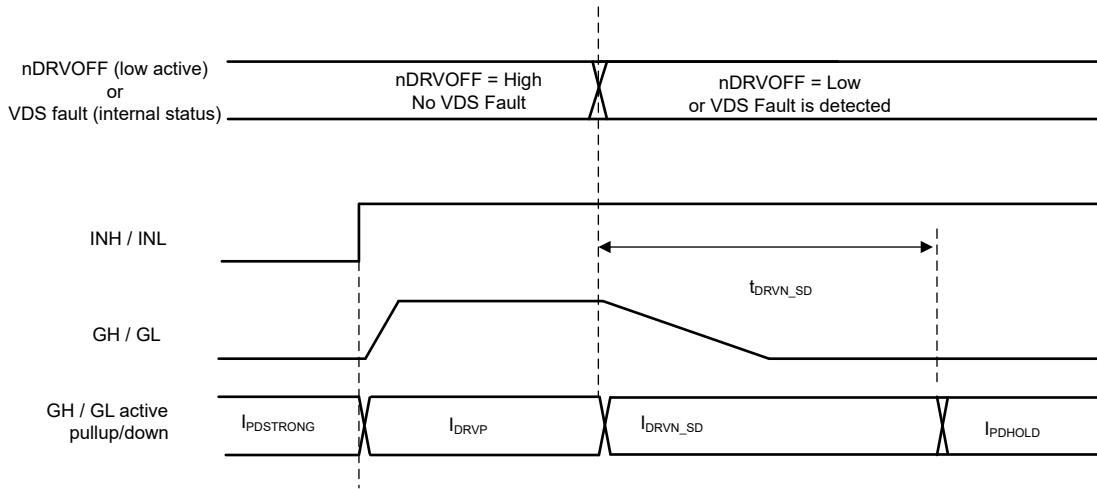 nDRVOFF (low active)
or
VDS fault (internal status)
nDRVOFF = High
No VDS Fault
nDRVOFF = Low
or VDS Fault is detected
INH / INL
tDRVN_SD
GH / GL
GH / GL active
pullup/down
IPDSTRONG
IDRVP
IDRVN_SD
IPDHOLD